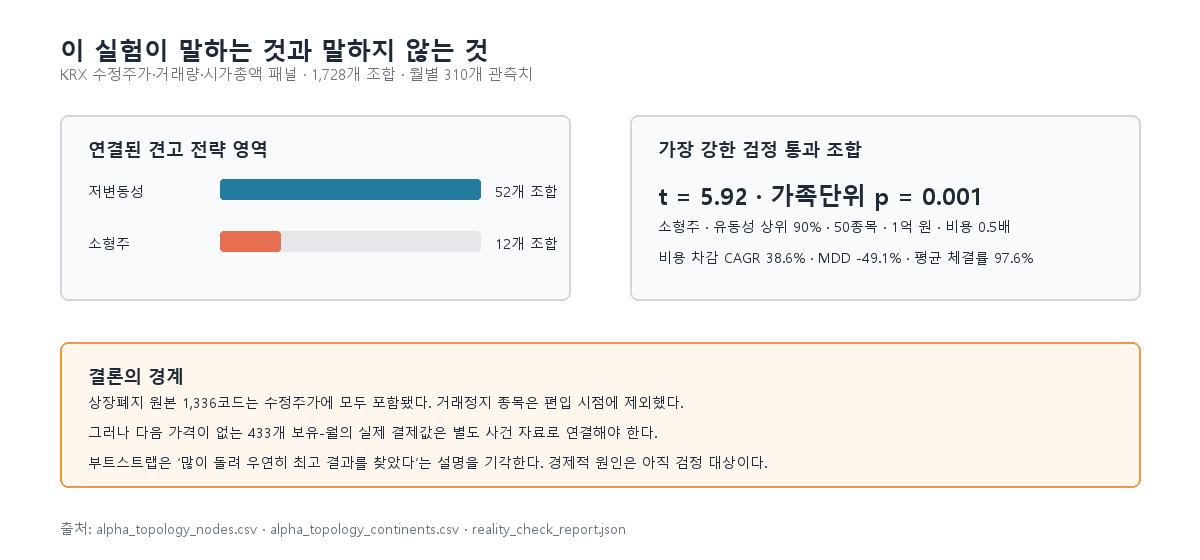 이 실험이 말하는 것과 말하지 않는 것
KRX 수정주가·거래량·시가총액 패널 · 1,728개 조합 · 월별 310개 관측치
연결된 견고 전략 영역
저변동성
52개 조합
소형주
12개 조합
가장 강한 검정 통과 조합
t = 5.92 · 가족단위 p = 0.001
소형주 · 유동성 상위 90% · 50종목 · 1억 원 · 비용 0.5배
비용 차감 CAGR 38.6% · MDD -49.1% · 평균 체결률 97.6%
결론의 경계
상장폐지 원본 1,336코드는 수정주가에 모두 포함됐다. 거래정지 종목은 편입 시점에 제외했다.
그러나 다음 가격이 없는 433개 보유-월의 실제 결제값은 별도 사건 자료로 연결해야 한다.
부트스트랩은 ‘많이 돌려 우연히 최고 결과를 찾았다’는 설명을 기각한다. 경제적 원인은 아직 검정 대상이다.
출처: alpha_topology_nodes.csv · alpha_topology_continents.csv · reality_check_report.json